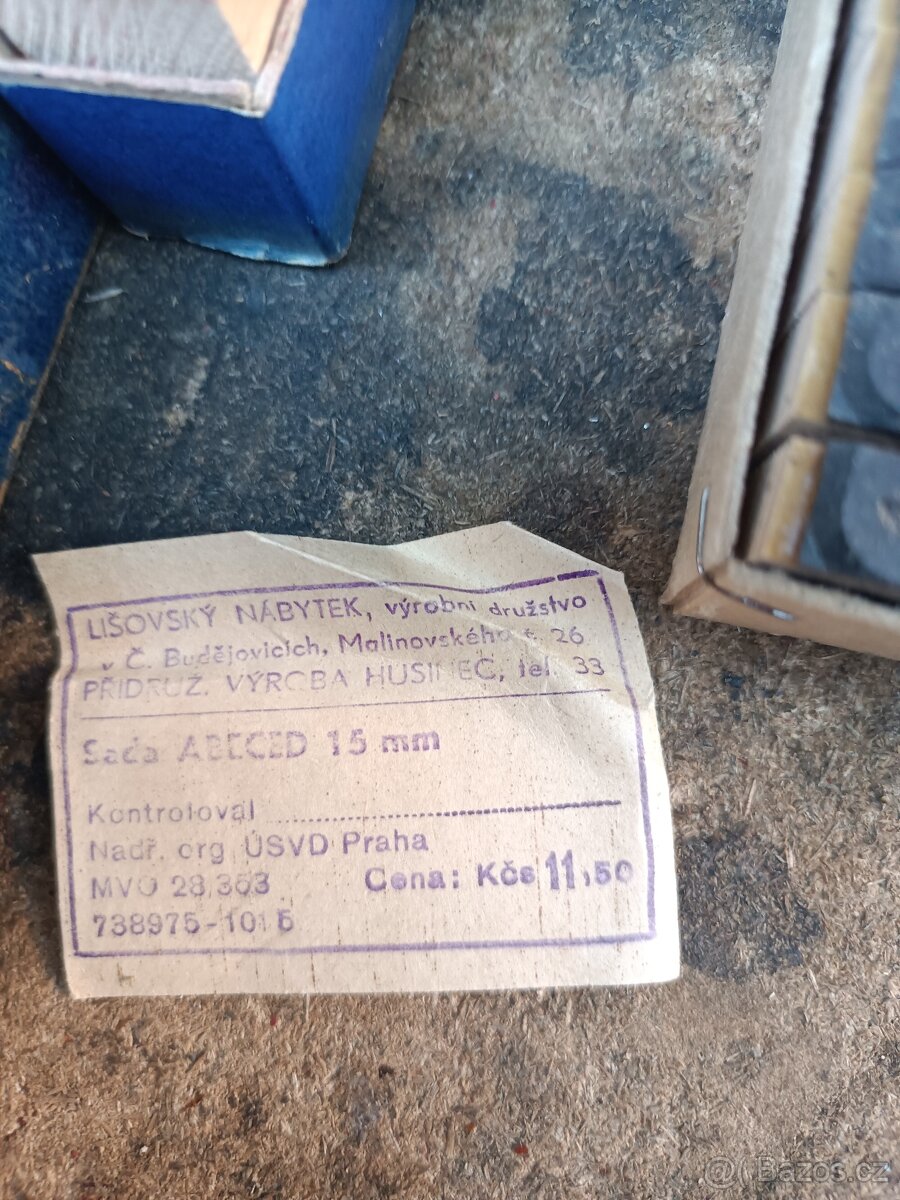 LIŠOVSKÝ NÁBYTEK, výrobní družstvo
v Č. Budějovicích, Malinovského č. 26
PŘIDRUŽ. VÝROBA HUSINEC, tel. 33
Sada ABECED 15 mm
Kontroloval
Nadř. org ÚSVD Praha
MVO 28,363 Cena: Kčs 11,50
738975-1015
@ Bazos.cz